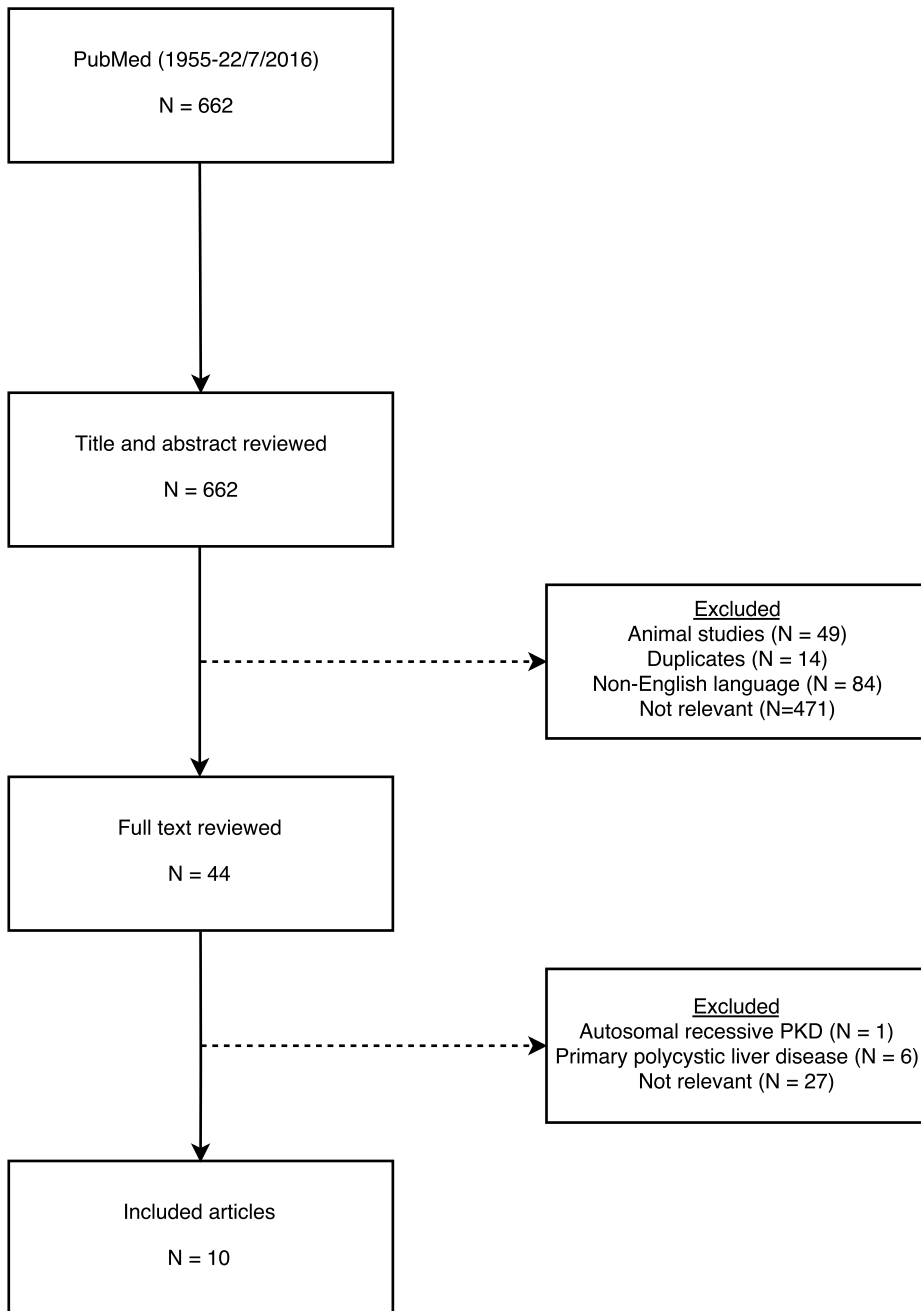 PubMed (1955-22/7/2016)
N = 662
Title and abstract reviewed
N = 662
Excluded
Animal studies (N = 49)
Duplicates (N = 14)
Non-English language (N = 84)
Not relevant (N=471)
Full text reviewed
N = 44
Excluded
Autosomal recessive PKD (N = 1)
Primary polycystic liver disease (N = 6)
Not relevant (N = 27)
Included articles
N = 10